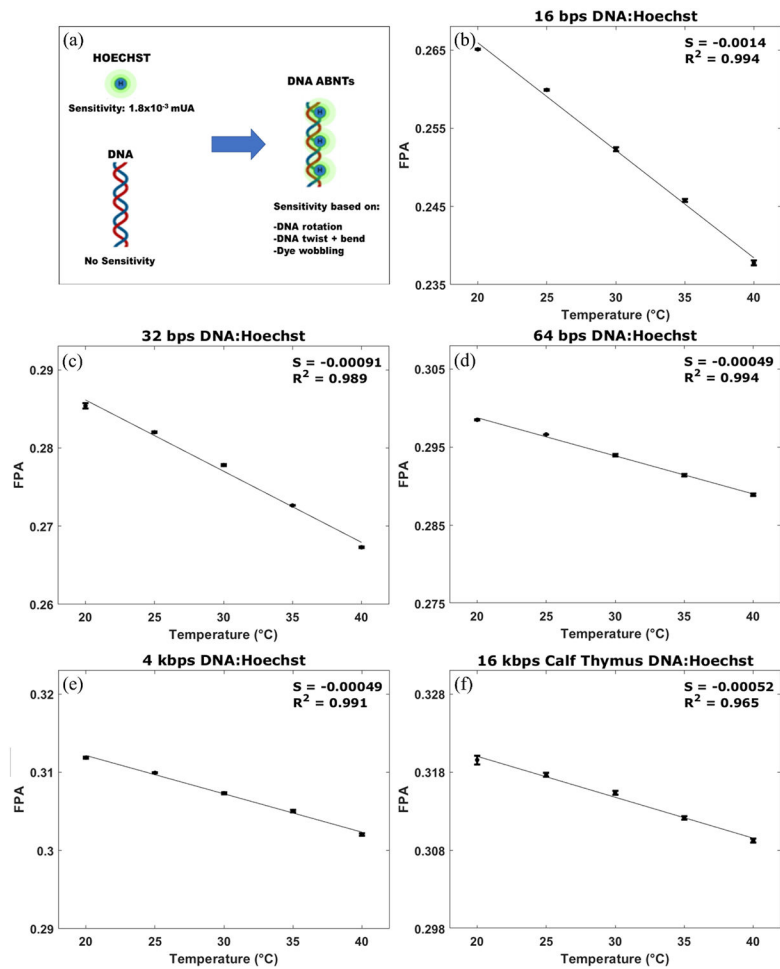 (a)
HOECHST
H
Sensitivity: 1.8x10-3 mUA
DNA
No Sensitivity
DNA ABNTs
H
H
H
Sensitivity based on:
-DNA rotation
-DNA twist + bend
-Dye wobbling
16 bps DNA:Hoechst
(b)
S = -0.0014
R2 = 0.994
FPA
0.265
0.255
0.245
0.235
20 25 30 35 40
Temperature (°C)
32 bps DNA:Hoechst
(c)
S = -0.00091
R2 = 0.989
FPA
0.29
0.28
0.27
0.26
20 25 30 35 40
Temperature (°C)
64 bps DNA:Hoechst
(d)
S = -0.00049
R2 = 0.994
FPA
0.305
0.295
0.285
0.275
20 25 30 35 40
Temperature (°C)
4 kbps DNA:Hoechst
(e)
S = -0.00049
R2 = 0.991
FPA
0.32
0.31
0.3
0.29
20 25 30 35 40
Temperature (°C)
16 kbps Calf Thymus DNA:Hoechst
(f)
S = -0.00052
R2 = 0.965
FPA
0.328
0.318
0.308
0.298
20 25 30 35 40
Temperature (°C)